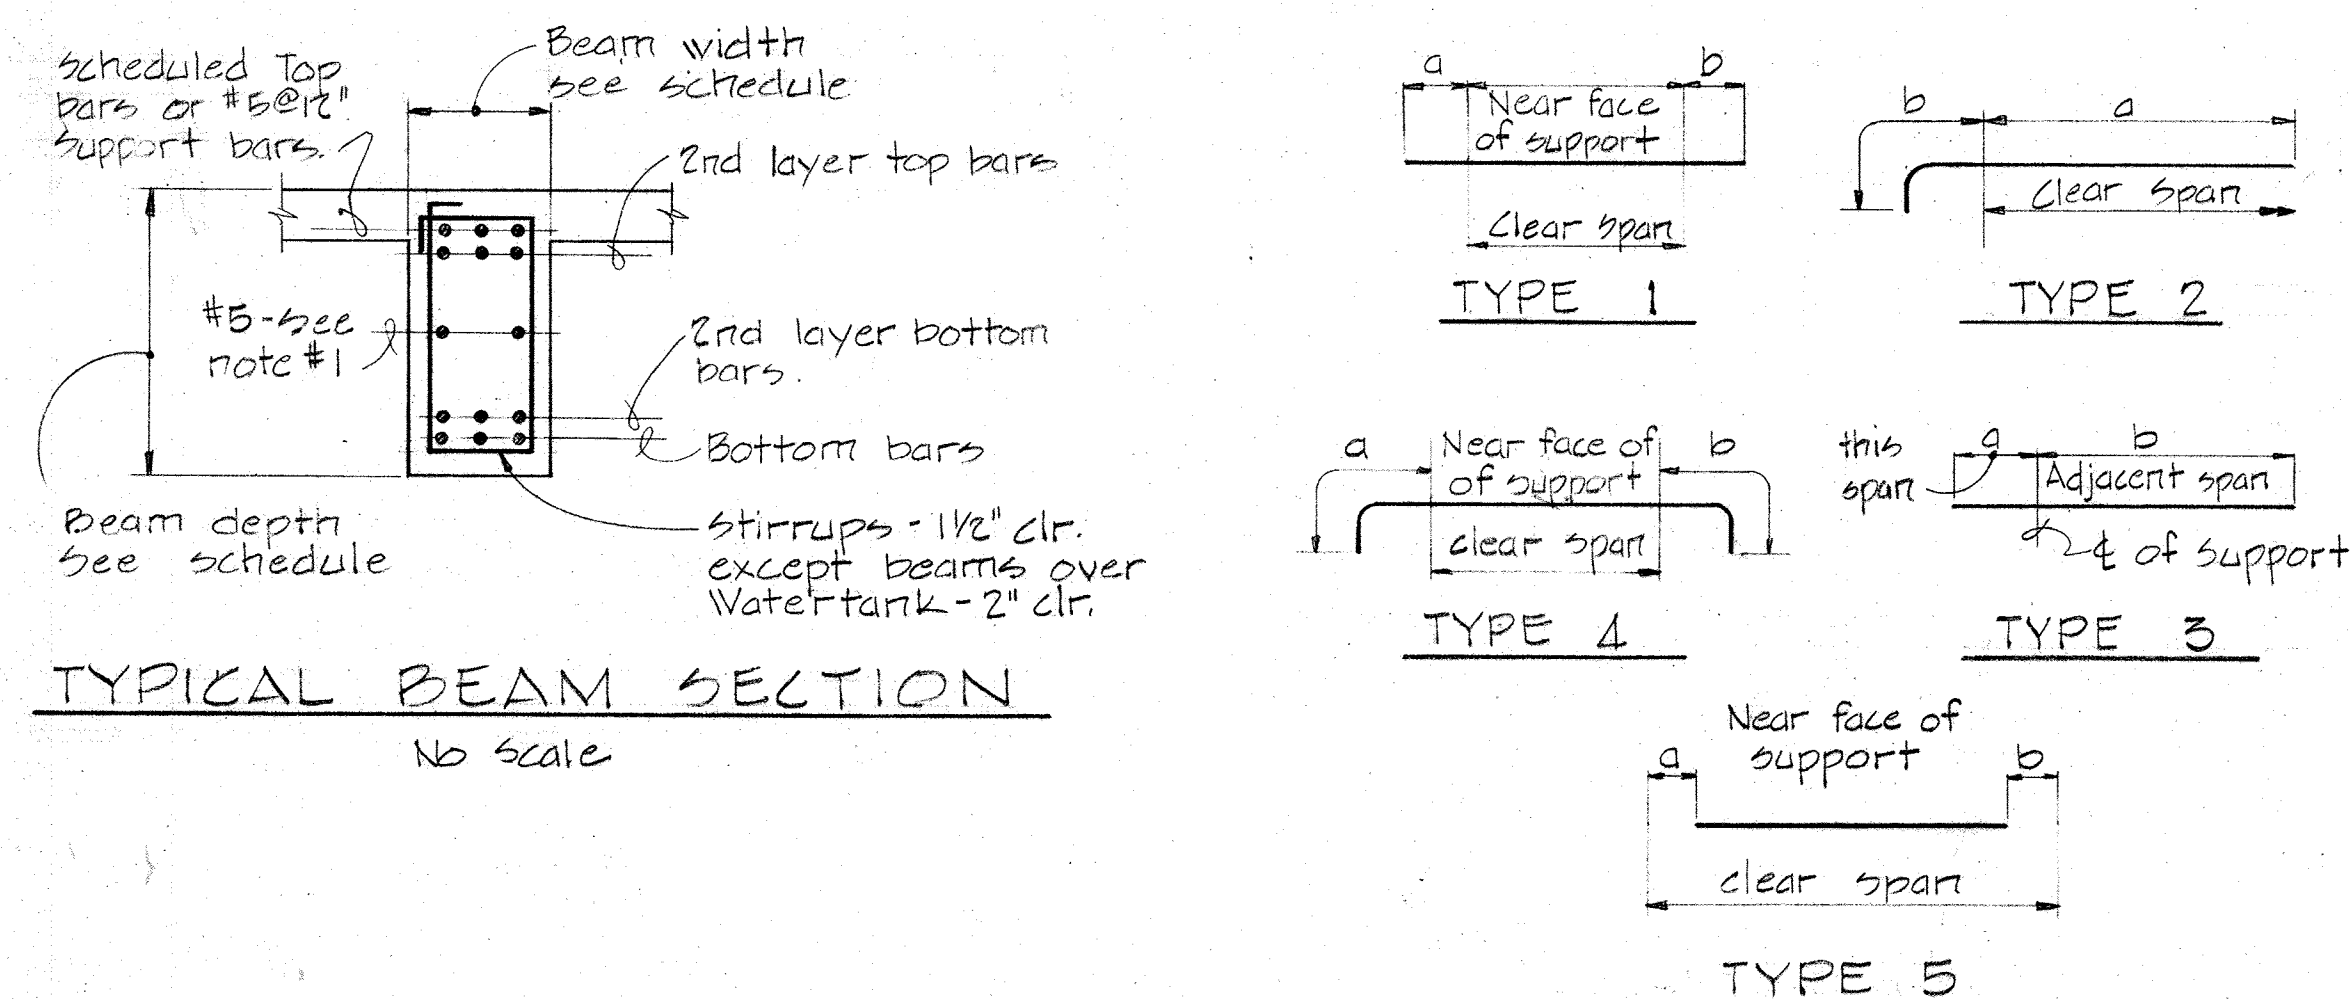 Scheduled Top
bars or #5@12"
Support bars.
Beam width
see schedule
2nd layer top bars
#5-see
note #1
2nd layer bottom
bars.
Bottom bars
Beam depth
See schedule
Stirrups - 1 1/2" clr.
except beams over
Watertank - 2" clr.
TYPICAL BEAM SECTION
No Scale
a
b
Near face
of support
Clear span
TYPE 1
b
a
Clear span
TYPE 2
a
Near face of
of support
b
clear span
TYPE 4
this
span
a
b
Adjacent span
℄ of support
TYPE 3
Near face of
support
a
b
clear span
TYPE 5